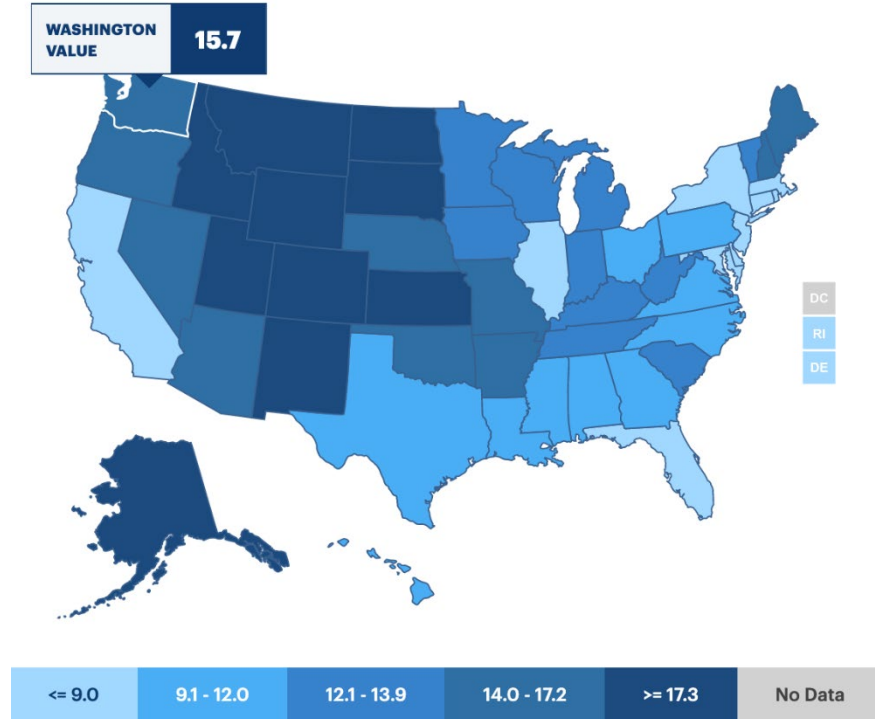 WASHINGTON
VALUE
15.7
DC
RI
DE
<= 9.0
9.1 - 12.0
12.1 - 13.9
14.0 - 17.2
>= 17.3
No Data